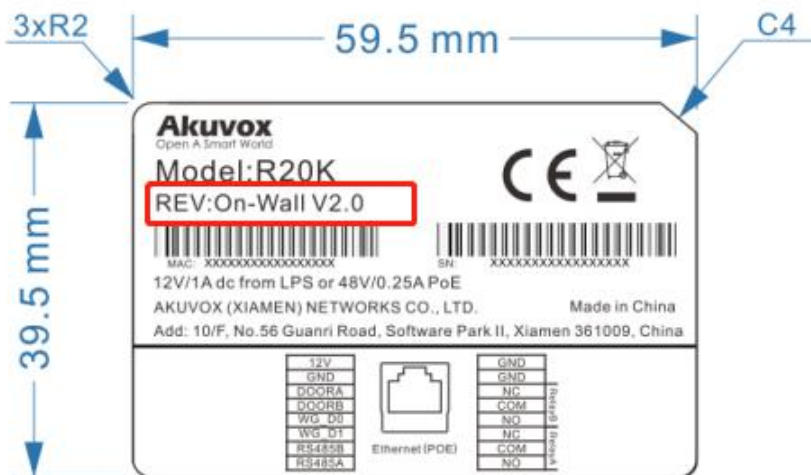 3xR2
59.5 mm
C4
39.5 mm
Akuvox
Open A Smart World
Model:R20K
REV:On-Wall V2.0
MAC: XXXXXXXXXXXXXXXXX
SN: XXXXXXXXXXXXXXXXX
12V/1A dc from LPS or 48V/0.25A PoE
AKUVOX (XIAMEN) NETWORKS CO., LTD.
Made in China
Add: 10/F, No.56 Guanri Road, Software Park II, Xiamen 361009, China
12V
GND
DOORA
DOORB
WG_D0
WG_D1
RS485B
RS485A
Ethernet(POE)
GND
GND
NC
COM
NO
NC
COM
NO
RelayB
RelayA